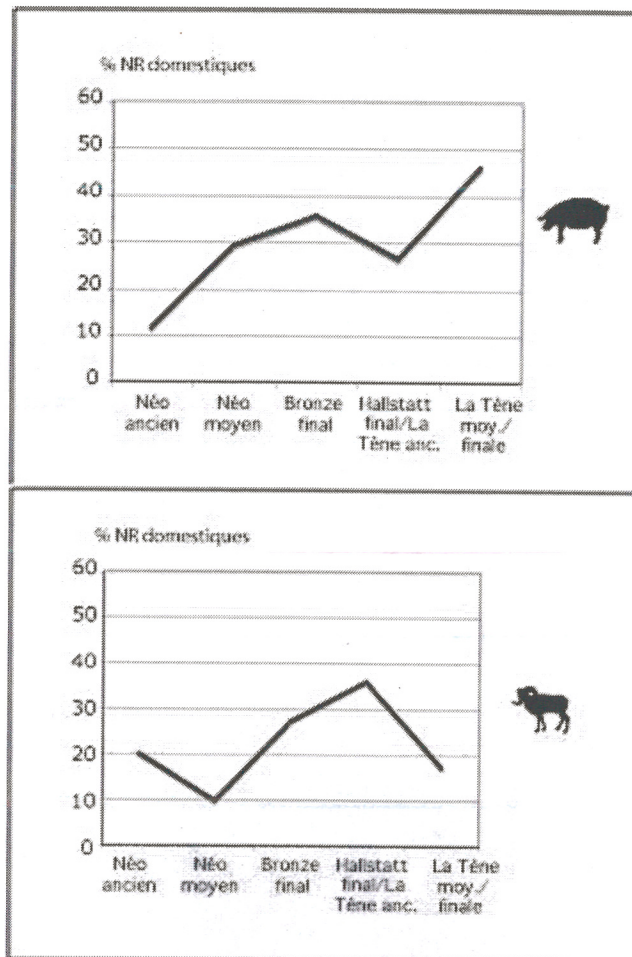 % NR domestiques
60
50
40
30
20
10
0
Néo ancien
Néo moyen
Bronze final
Hallstatt final/La Tène anc.
La Tène moy./ finale
% NR domestiques
60
50
40
30
20
10
0
Néo ancien
Néo moyen
Bronze final
Hallstatt final/La Tène anc.
La Tène moy./ finale